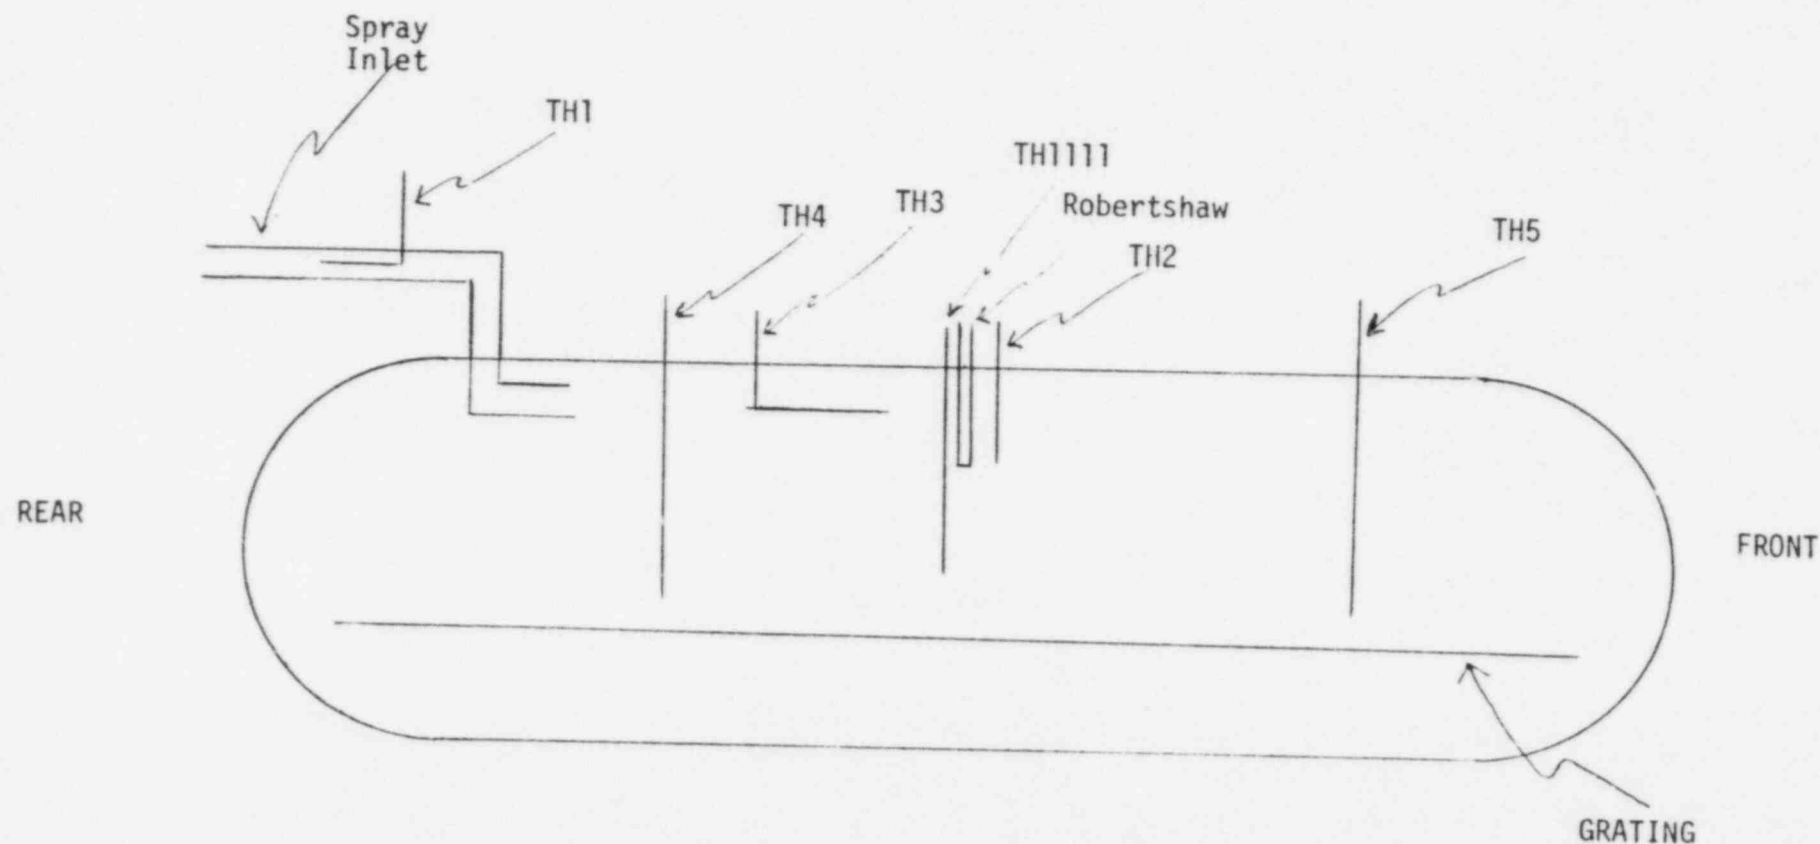 Spray
Inlet
TH1
TH1111
Robertshaw
TH4
TH3
TH2
TH5
REAR
FRONT
GRATING